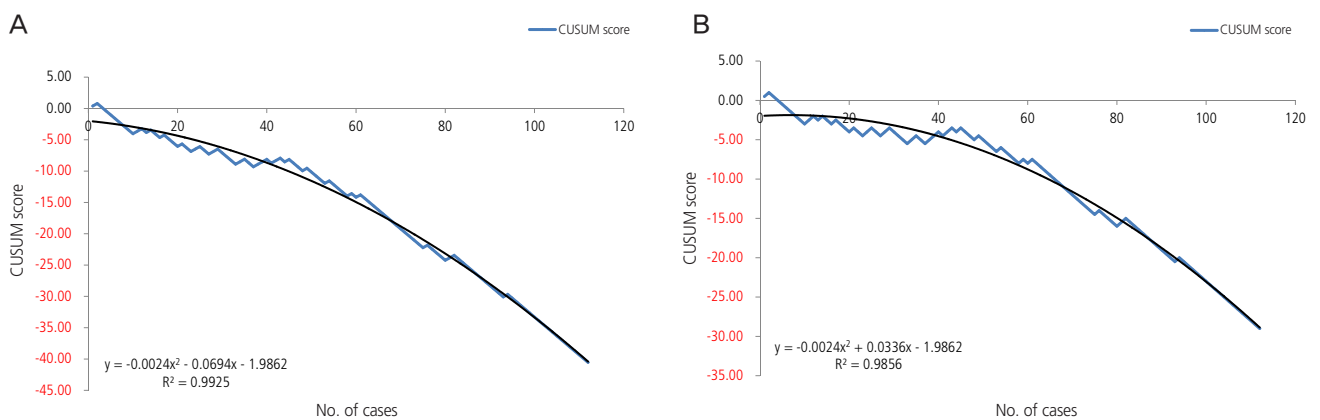 A
CUSUM score
5.00
0.00
-5.00
-10.00
-15.00
-20.00
-25.00
-30.00
-35.00
-40.00
-45.00
0 20 40 60 80 100 120
CUSUM score
y = -0.0024x² - 0.0694x - 1.9862
R² = 0.9925
No. of cases
B
CUSUM score
5.00
0.00
-5.00
-10.00
-15.00
-20.00
-25.00
-30.00
-35.00
0 20 40 60 80 100 120
CUSUM score
y = -0.0024x² + 0.0336x - 1.9862
R² = 0.9856
No. of cases